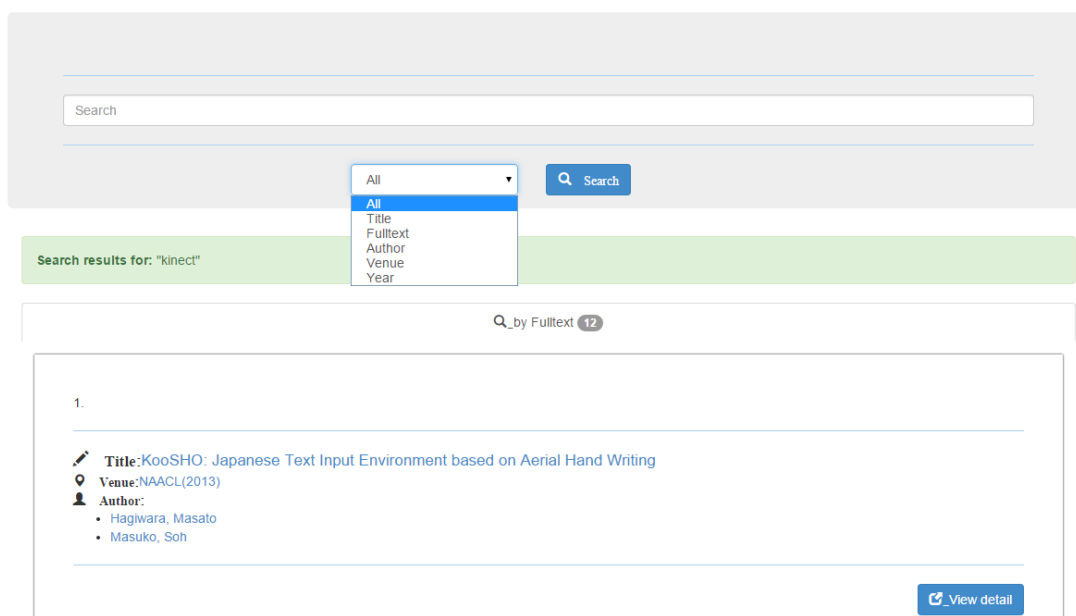 Search
All
Search
All
Title
Fulltext
Author
Venue
Year
Search results for: "kinect"
_by Fulltext 12
1.
Title:KooSHO: Japanese Text Input Environment based on Aerial Hand Writing
Venue:NAACL(2013)
Author:
Hagiwara, Masato
Masuko, Soh
_View detail